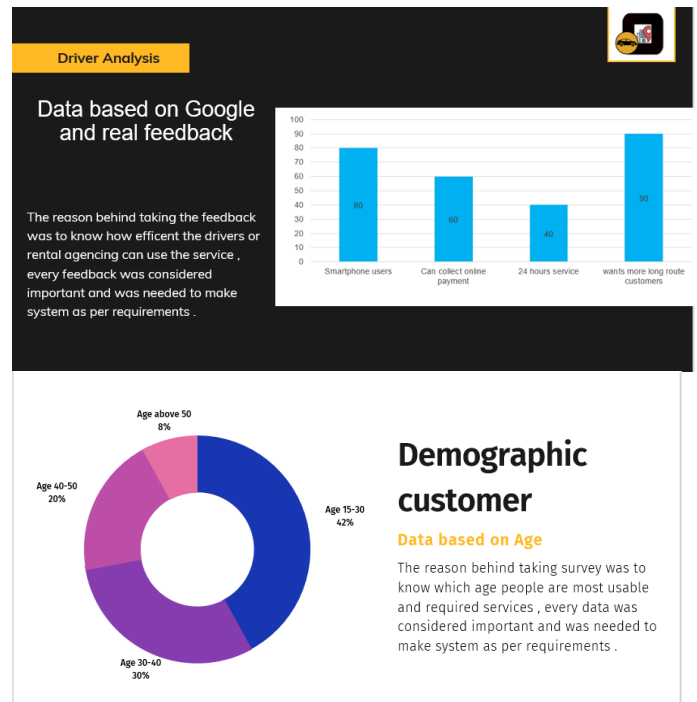 Driver Analysis
Data based on Google
and real feedback
The reason behind taking the feedback
was to know how efficent the drivers or
rental agencing can use the service ,
every feedback was considered
important and was needed to make
system as per requirements .
100
90
80
70
60
50
40
30
20
10
0
80
60
40
90
Smartphone users
Can collect online
payment
24 hours service
wants more long route
customers
Age above 50
8%
Age 40-50
20%
Age 15-30
42%
Age 30-40
30%
Demographic
customer
Data based on Age
The reason behind taking survey was to
know which age people are most usable
and required services , every data was
considered important and was needed to
make system as per requirements .